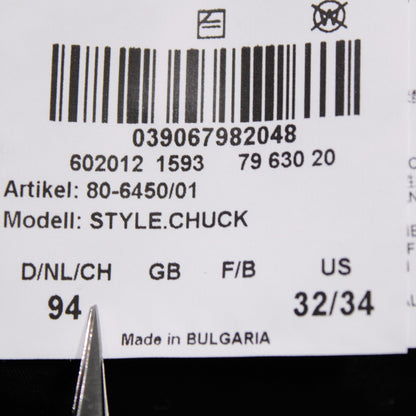 039067982048
602012 1593 79 630 20
Artikel: 80-6450/01
Modell: STYLE.CHUCK
D/NL/CH GB F/B US
94 32/34
Made in BULGARIA